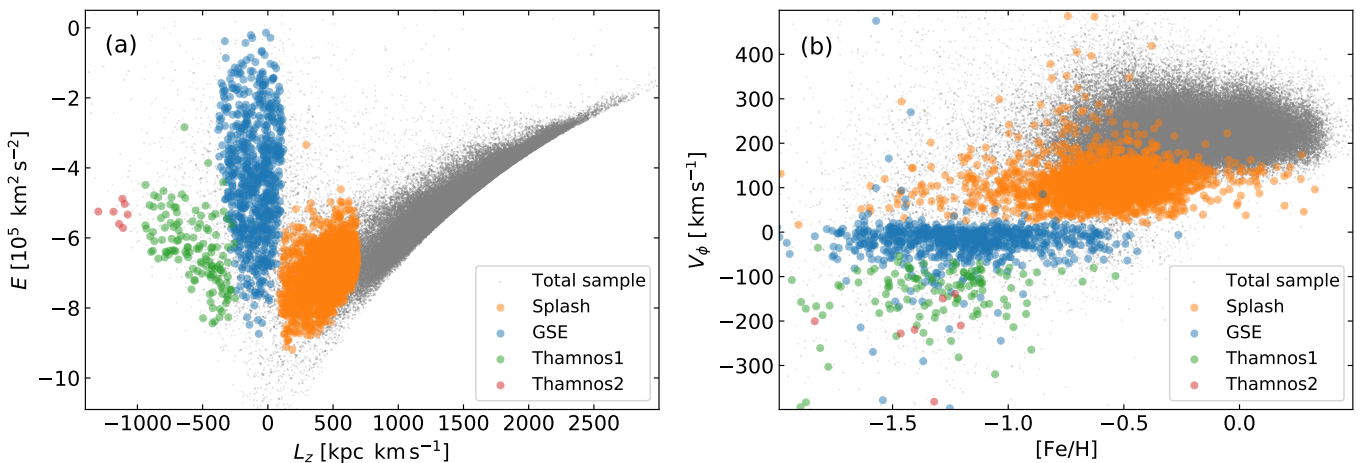 (a)
0
−2
−4
−6
−8
−10
E [10⁵ km² s⁻²]
−1000 −500 0 500 1000 1500 2000 2500
L_z [kpc km s⁻¹]
Total sample
Splash
GSE
Thamnos1
Thamnos2
(b)
400
300
200
100
0
−100
−200
−300
V_ϕ [km s⁻¹]
−1.5 −1.0 −0.5 0.0
[Fe/H]
Total sample
Splash
GSE
Thamnos1
Thamnos2